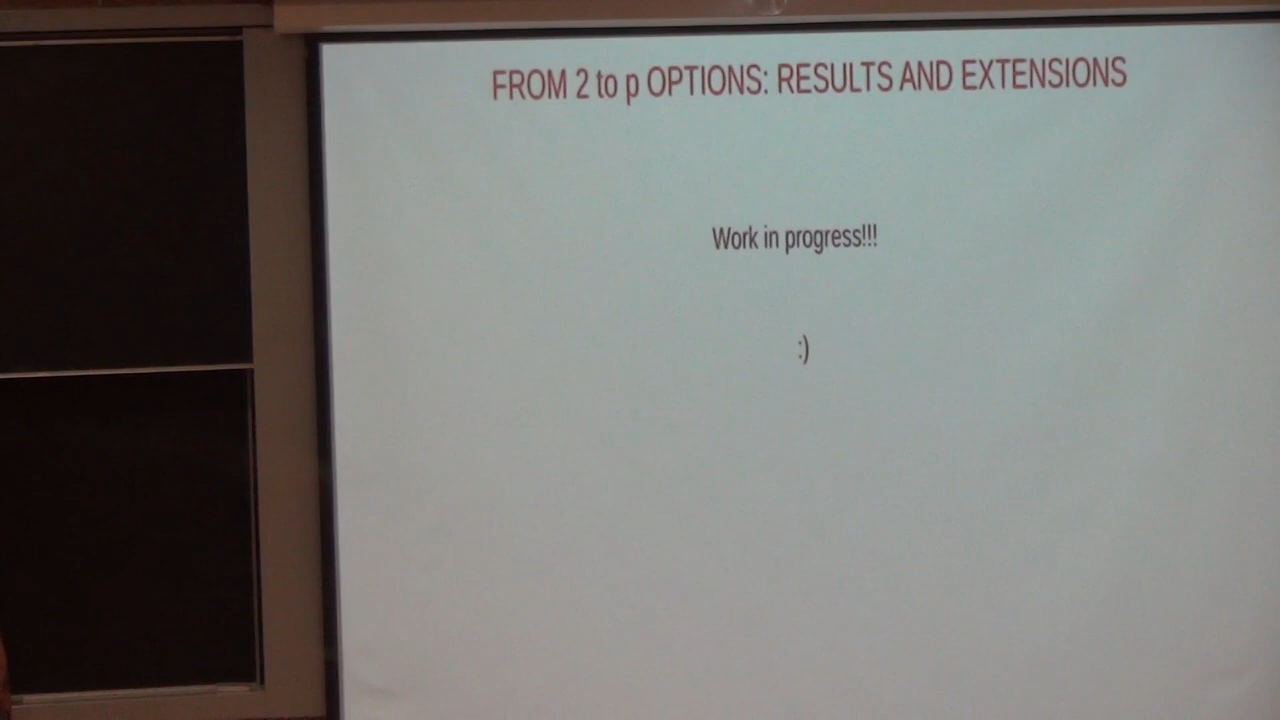 FROM 2 to p OPTIONS: RESULTS AND EXTENSIONS
Work in progress!!!
:)